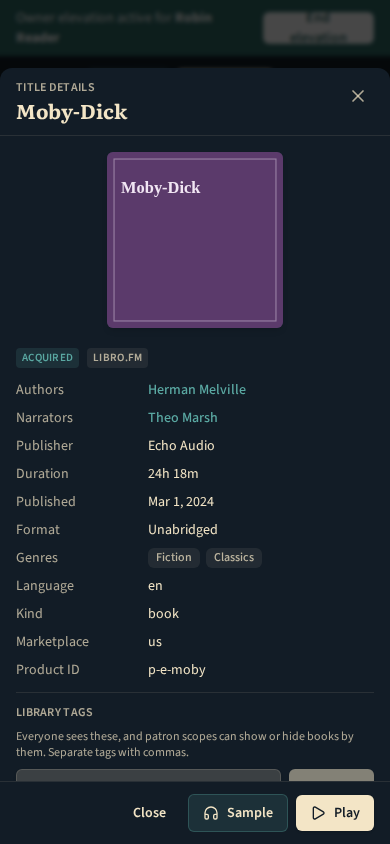 Owner elevation active for Robin
Reader
End
elevation
TITLE DETAILS
Moby-Dick
Moby-Dick
ACQUIRED
LIBRO.FM
Authors Herman Melville
Narrators Theo Marsh
Publisher Echo Audio
Duration 24h 18m
Published Mar 1, 2024
Format Unabridged
Genres Fiction Classics
Language en
Kind book
Marketplace us
Product ID p-e-moby
LIBRARY TAGS
Everyone sees these, and patron scopes can show or hide books by
them. Separate tags with commas.
Close Sample Play